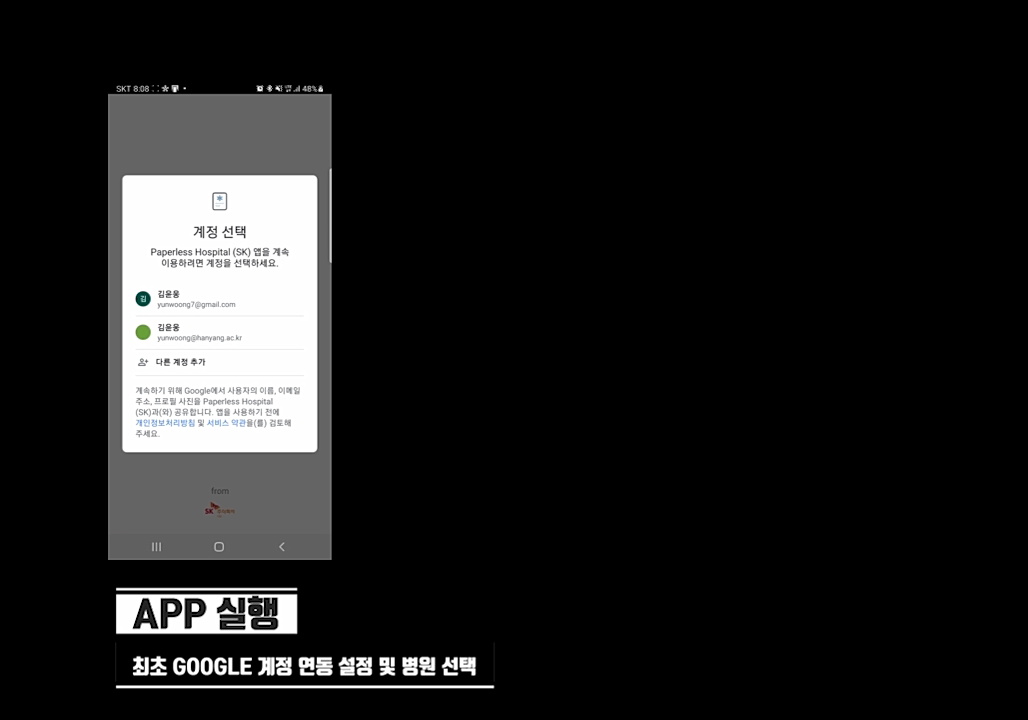 SKT 8:08
48%
계정 선택
Paperless Hospital (SK) 앱을 계속
이용하려면 계정을 선택하세요.
김
김윤웅
yunwoong7@gmail.com
김윤웅
yunwoong@hanyang.ac.kr
다른 계정 추가
계속하기 위해 Google에서 사용자의 이름, 이메일
주소, 프로필 사진을 Paperless Hospital
(SK)과(와) 공유합니다. 앱을 사용하기 전에
개인정보처리방침 및 서비스 약관을(를) 검토해
주세요.
from
SK
APP 실행
최초 GOOGLE 계정 연동 설정 및 병원 선택